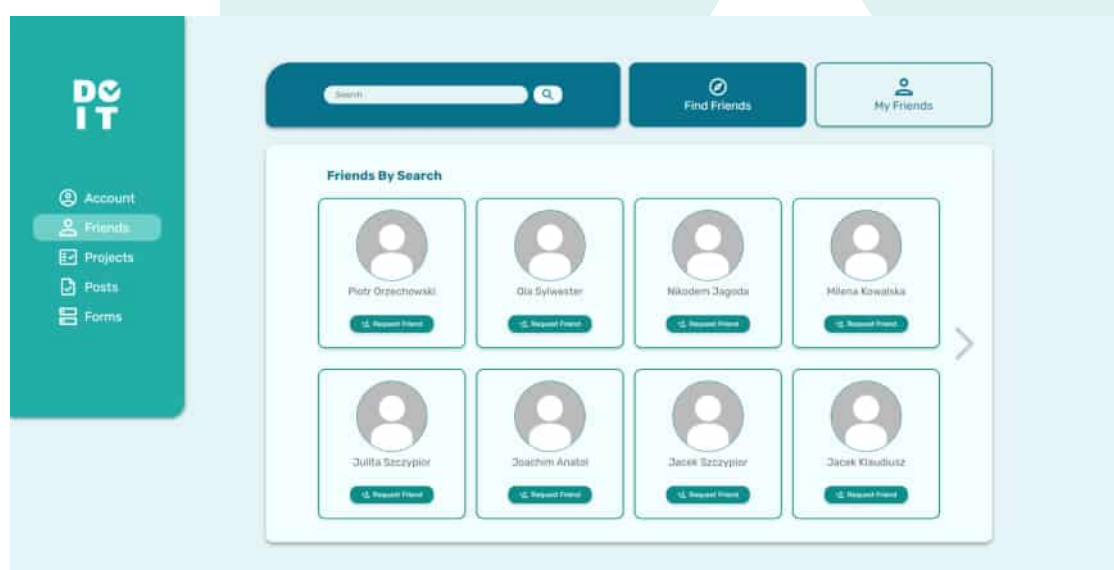 DO
IT
Account
Friends
Projects
Posts
Forms
Search
Find Friends
My Friends
Friends By Search
Piotr Orzechowski
Ola Sylwester
Nikodem Jagoda
Milena Kowalska
Request Friend
Request Friend
Request Friend
Request Friend
Julita Szczypior
Joachim Anatol
Jacek Szczypior
Jacek Klaudiusz
Request Friend
Request Friend
Request Friend
Request Friend